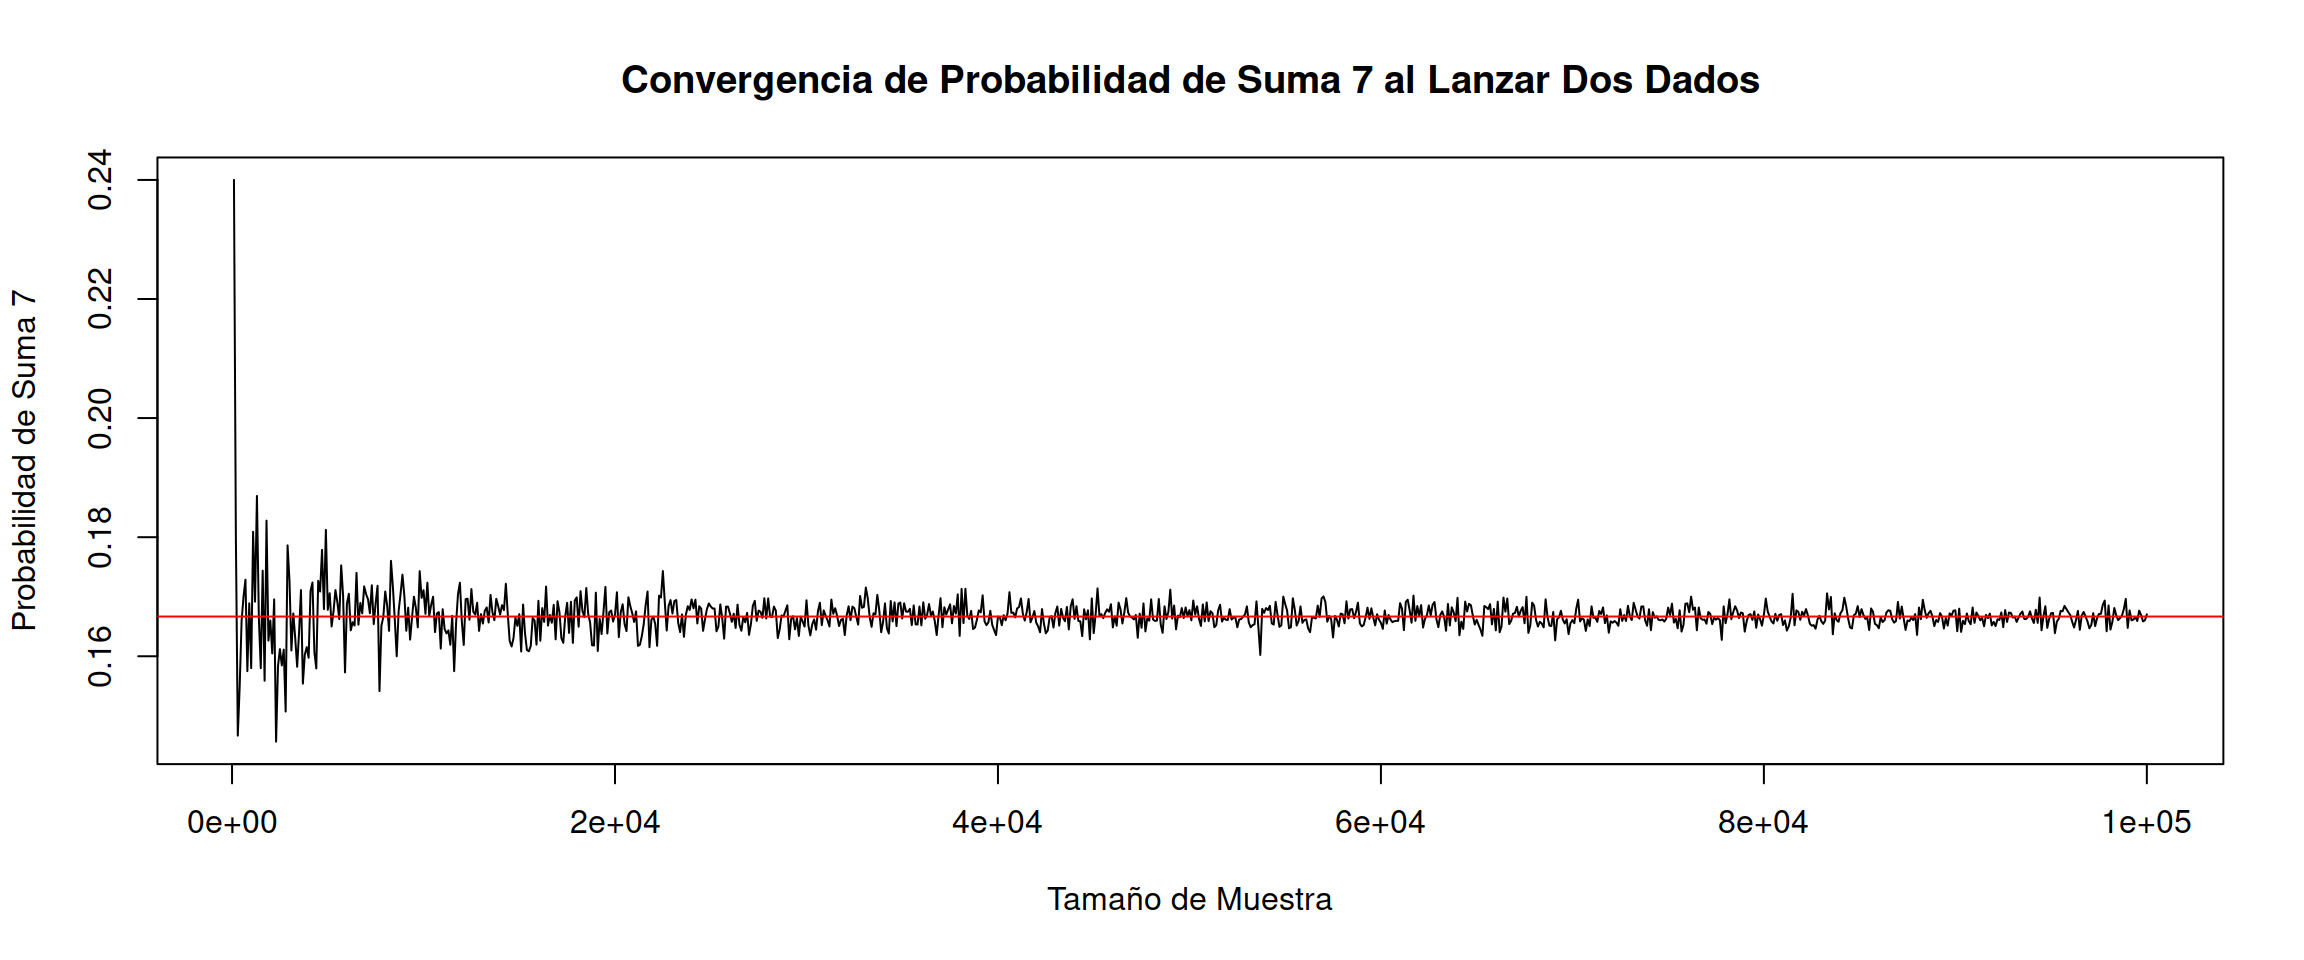 Convergencia de Probabilidad de Suma 7 al Lanzar Dos Dados
Probabilidad de Suma 7
0.24
0.22
0.20
0.18
0.16
0e+00
2e+04
4e+04
6e+04
8e+04
1e+05
Tamaño de Muestra